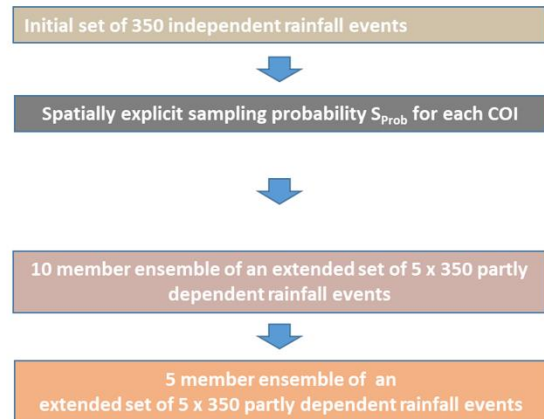 Initial set of 350 independent rainfall events
Spatially explicit sampling probability SProb for each COI
10 member ensemble of an extended set of 5 x 350 partly
dependent rainfall events
5 member ensemble of an
extended set of 5 x 350 partly dependent rainfall events